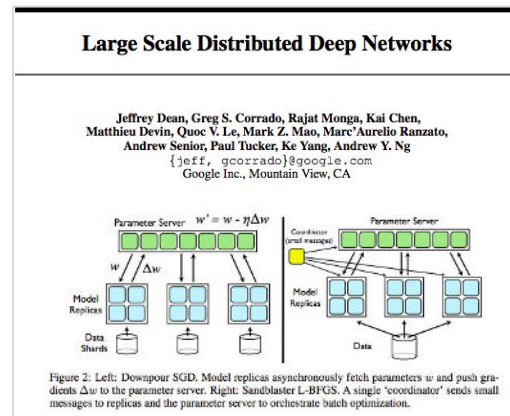 Large Scale Distributed Deep Networks
Jeffrey Dean, Greg S. Corrado, Rajat Monga, Kai Chen,
Matthieu Devin, Quoc V. Le, Mark Z. Mao, Marc'Aurelio Ranzato,
Andrew Senior, Paul Tucker, Ke Yang, Andrew Y. Ng
{jeff, gcorrado}@google.com
Google Inc., Mountain View, CA
Parameter Server w' = w - ηΔw
w Δw
Model
Replicas
Data
Shards
Parameter Server
Coordinator
(small messages)
Model
Replicas
Data
Figure 2: Left: Downpour SGD. Model replicas asynchronously fetch parameters w and push gra-
dients Δw to the parameter server. Right: Sandblaster L-BFGS. A single 'coordinator' sends small
messages to replicas and the parameter server to orchestrate batch optimization.